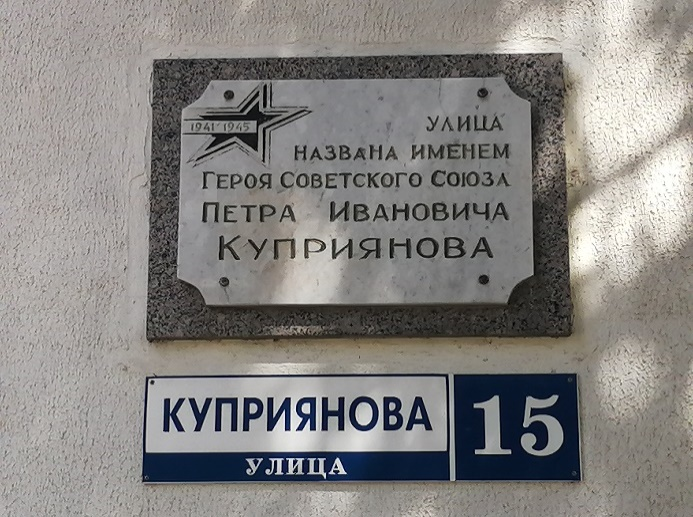 1941-1945
УЛИЦА
НАЗВАНА ИМЕНЕМ
ГЕРОЯ СОВЕТСКОГО СОЮЗА
ПЕТРА ИВАНОВИЧА
КУПРИЯНОВА
КУПРИЯНОВА
УЛИЦА
15